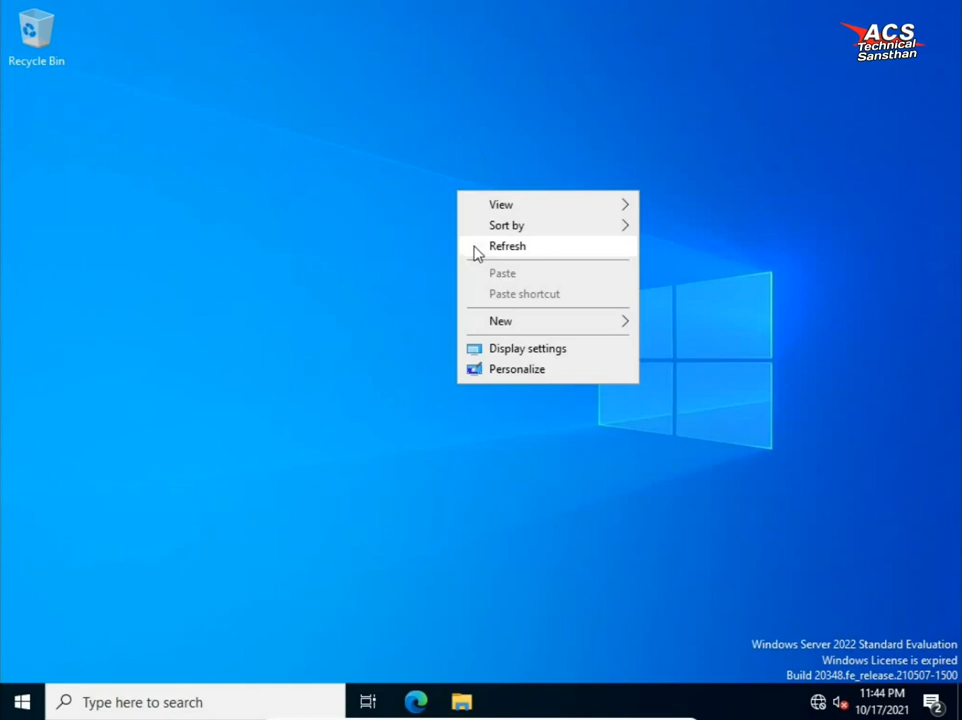 Recycle Bin
ACS
Technical
Sansthan
View
Sort by
Refresh
Paste
Paste shortcut
New
Display settings
Personalize
Windows Server 2022 Standard Evaluation
Windows License is expired
Build 20348.fe_release.210507-1500
Type here to search
11:44 PM
10/17/2021
2